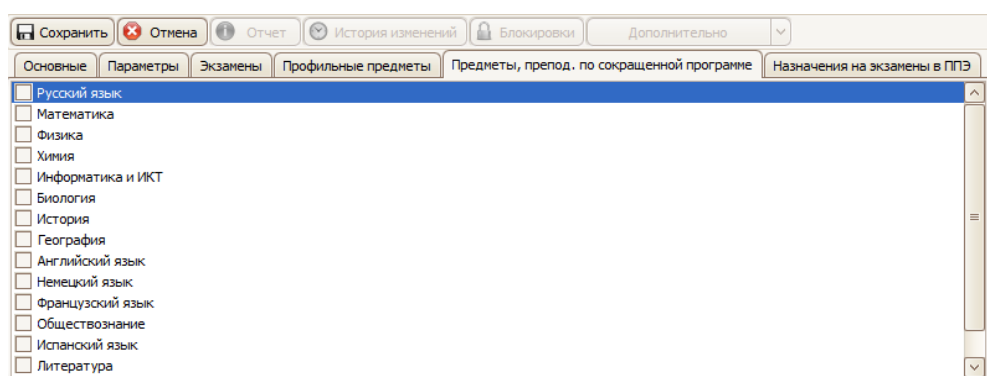 Сохранить Отмена Отчет История изменений Блокировки Дополнительно
Основные Параметры Экзамены Профильные предметы Предметы, препод. по сокращенной программе Назначения на экзамены в ППЭ
Русский язык
Математика
Физика
Химия
Информатика и ИКТ
Биология
История
География
Английский язык
Немецкий язык
Французский язык
Обществознание
Испанский язык
Литература